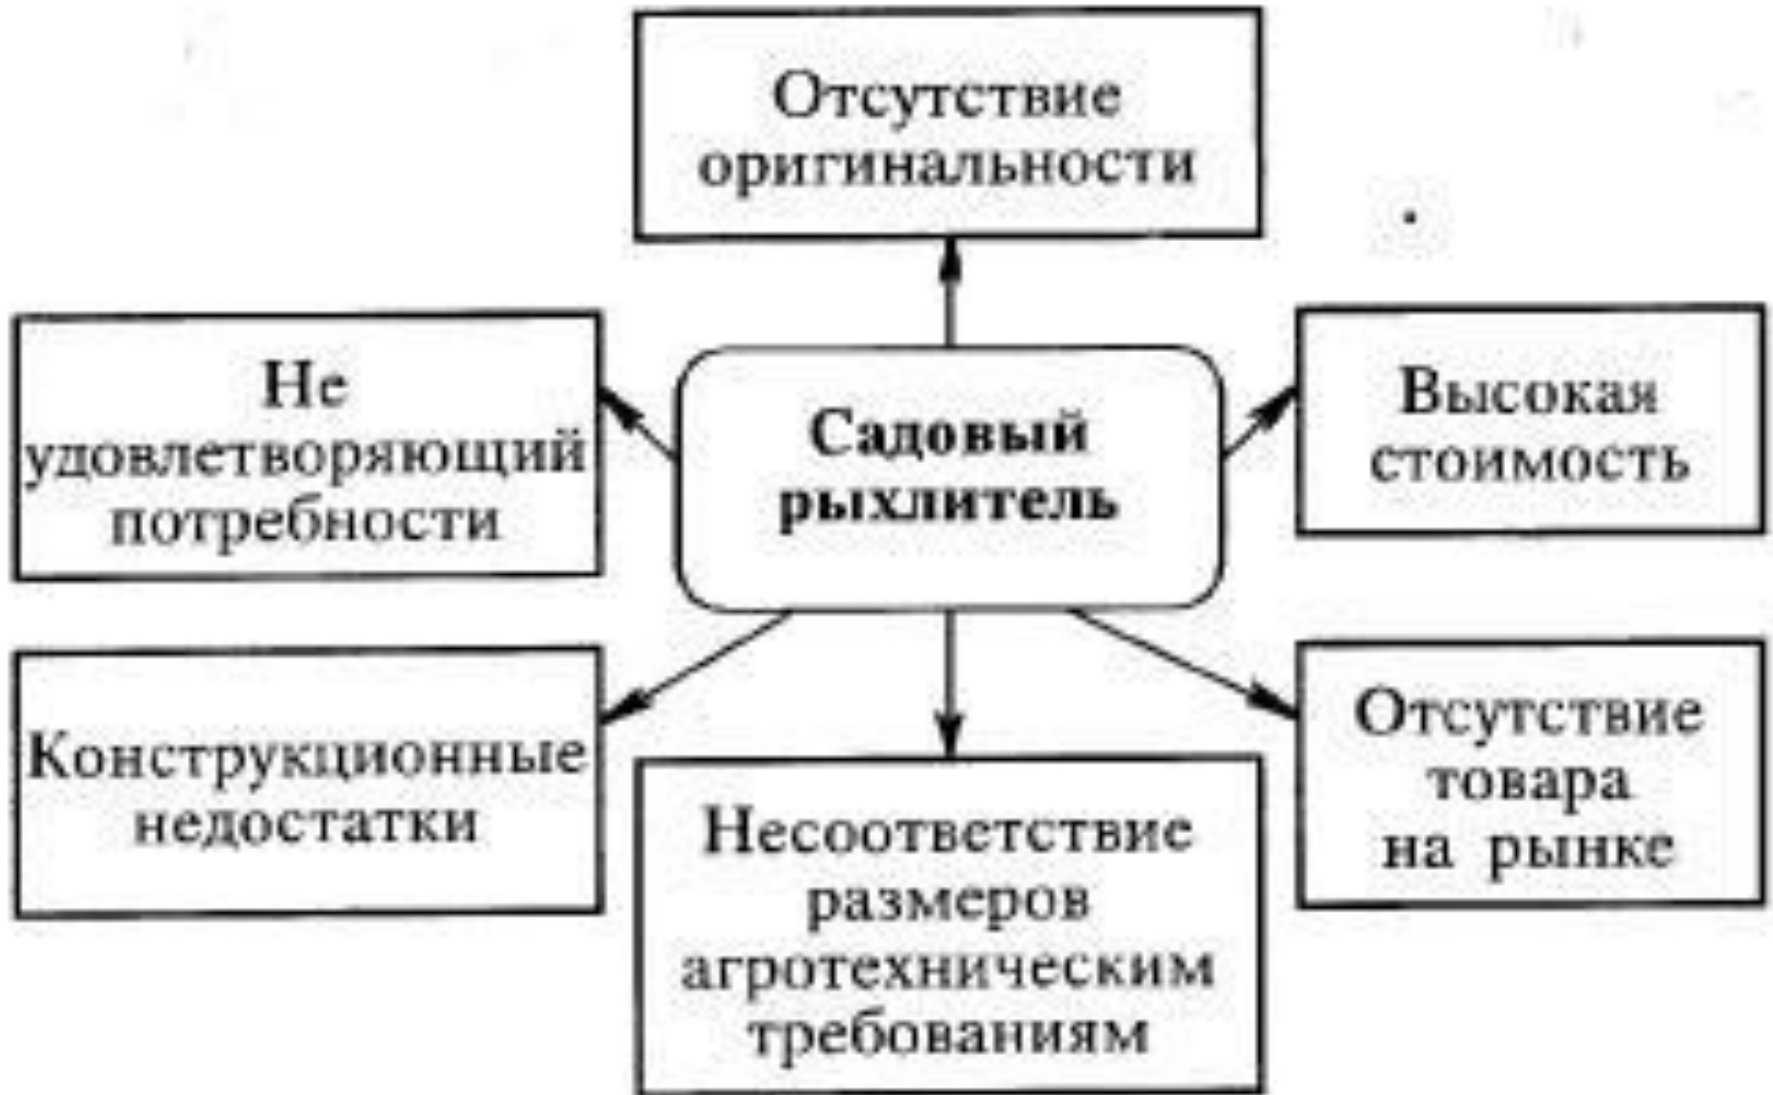 Отсутствие
оригинальности
Не
удовлетворяющий
потребности
Садовый
рыхлитель
Высокая
стоимость
Конструкционные
недостатки
Несоответствие
размеров
агротехническим
требованиям
Отсутствие
товара
на рынке